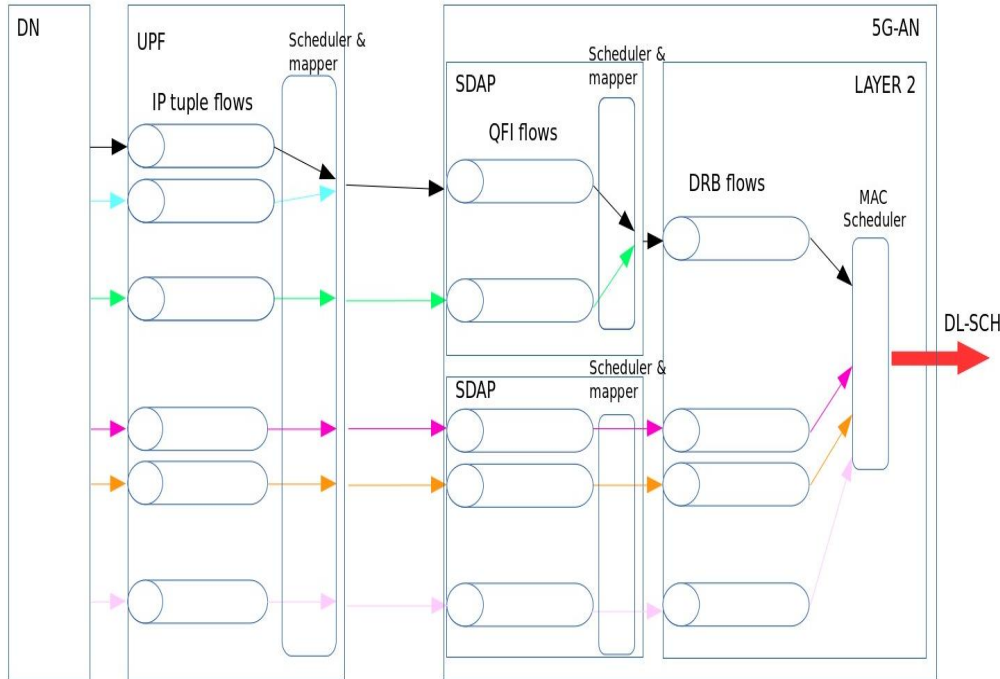 DN
UPF
Scheduler &
mapper
IP tuple flows
5G-AN
SDAP
Scheduler &
mapper
QFI flows
LAYER 2
DRB flows
MAC
Scheduler
DL-SCH
SDAP
Scheduler &
mapper